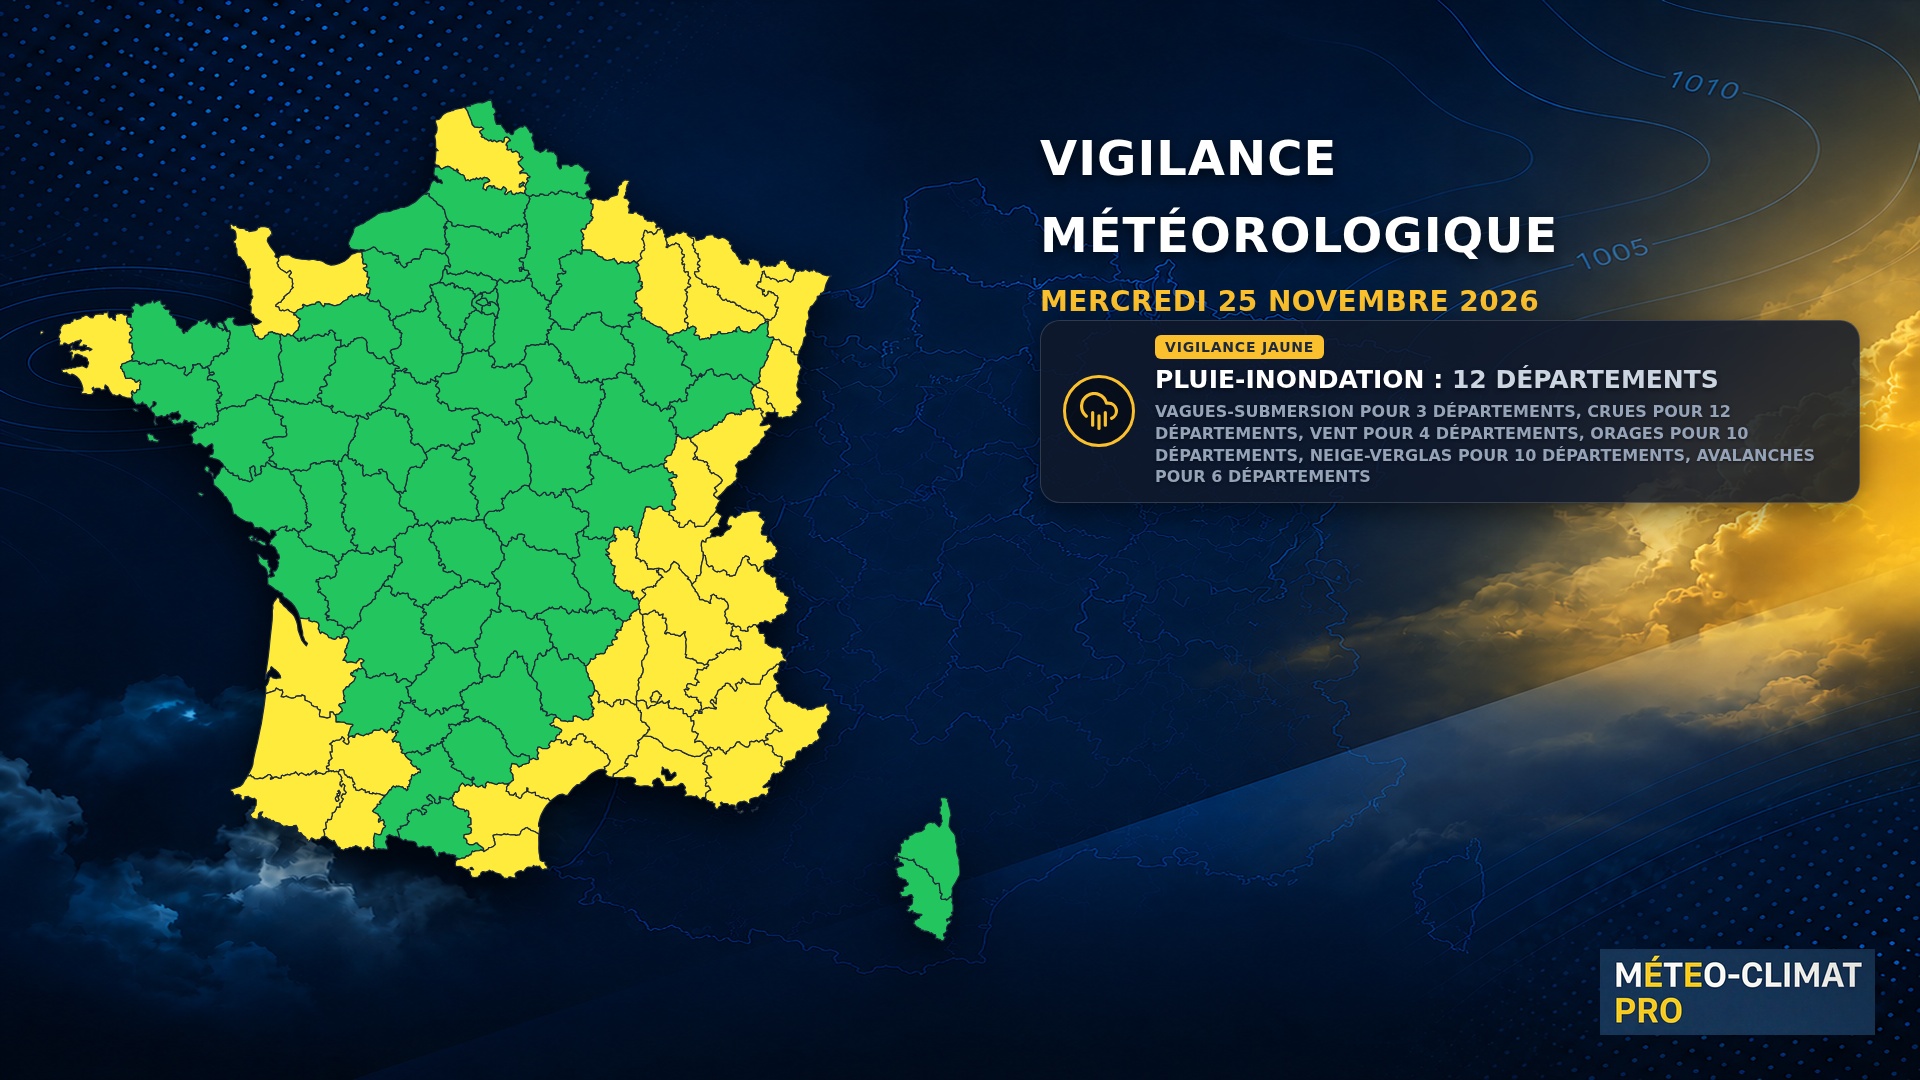 1010
VIGILANCE
MÉTÉOROLOGIQUE
1005
MERCREDI 25 NOVEMBRE 2026
VIGILANCE JAUNE
PLUIE-INONDATION : 12 DÉPARTEMENTS
VAGUES-SUBMERSION POUR 3 DÉPARTEMENTS, CRUES POUR 12
DÉPARTEMENTS, VENT POUR 4 DÉPARTEMENTS, ORAGES POUR 10
DÉPARTEMENTS, NEIGE-VERGLAS POUR 10 DÉPARTEMENTS, AVALANCHES
POUR 6 DÉPARTEMENTS
MÉTEO-CLIMAT
PRO